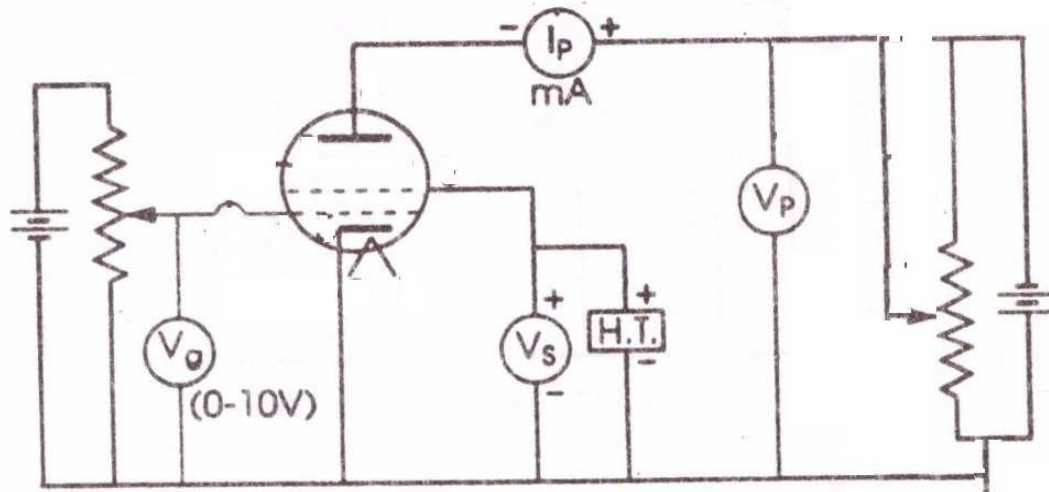 - Ip +
mA
Vp
Vg
(0-10V)
+
Vs
-
+
H.T.
-